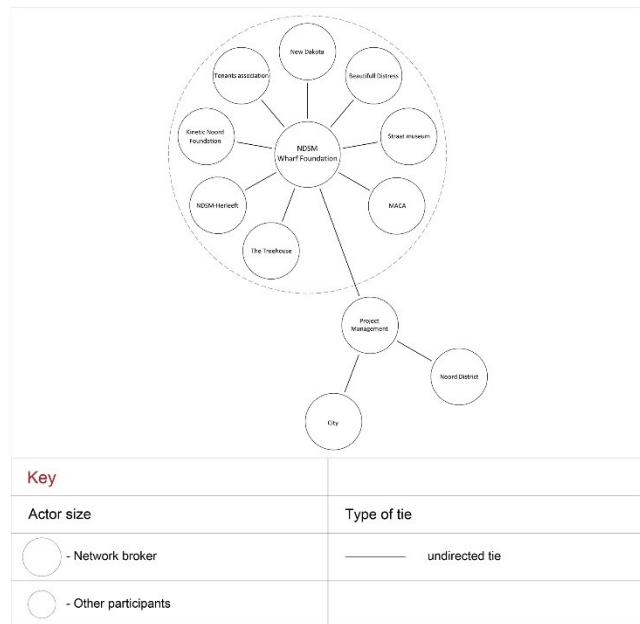 New Dakota
Tenants association
Beautifull Distress
Kinetic Noord
Foundation
Straat museum
NDSM
Wharf Foundation
NDSM-Herleeft
MACA
The Treehouse
Project
Management
Noord District
City
Key
Actor size
Type of tie
- Network broker
undirected tie
- Other participants